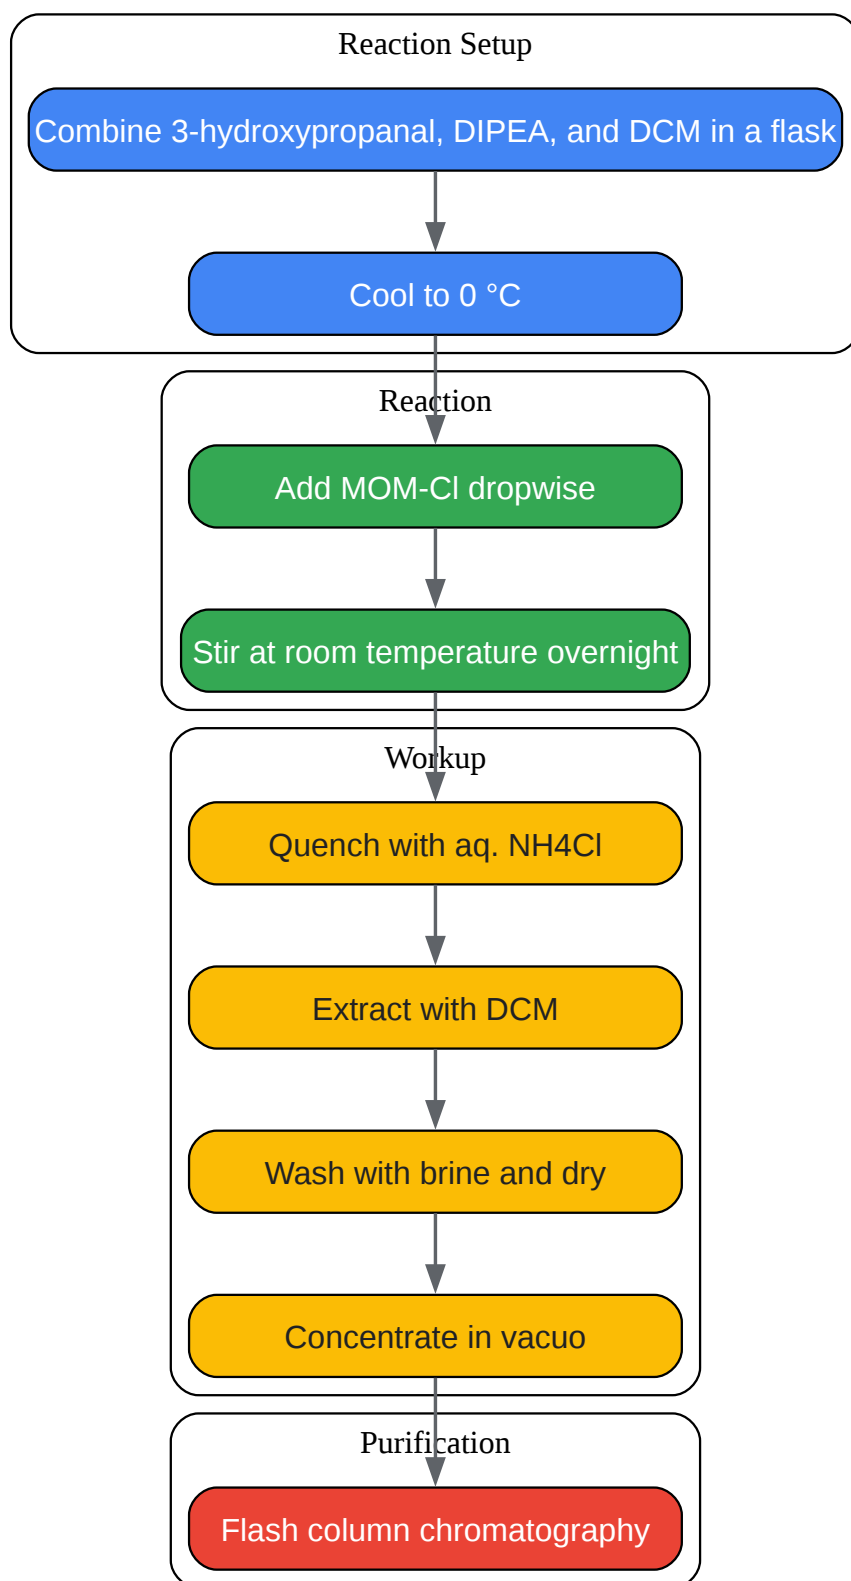 Reaction Setup
Combine 3-hydroxypropanal, DIPEA, and DCM in a flask
Cool to 0 °C
Reaction
Add MOM-Cl dropwise
Stir at room temperature overnight
Workup
Quench with aq. NH4Cl
Extract with DCM
Wash with brine and dry
Concentrate in vacuo
Purification
Flash column chromatography